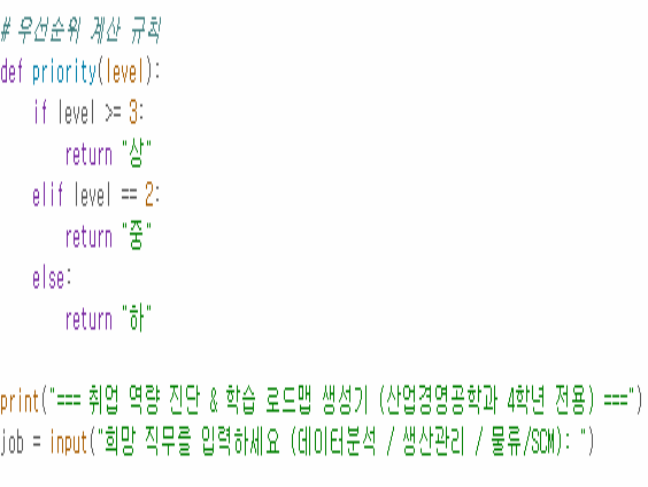 # 우선순위 계산 규칙
def priority(level):
    if level >= 3:
        return "상"
    elif level == 2:
        return "중"
    else:
        return "하"
print("=== 취업 역량 진단 & 학습 로드맵 생성기 (산업경영공학과 4학년 전용) ===")
job = input("희망 직무를 입력하세요 (데이터분석 / 생산관리 / 물류/SCM): ")